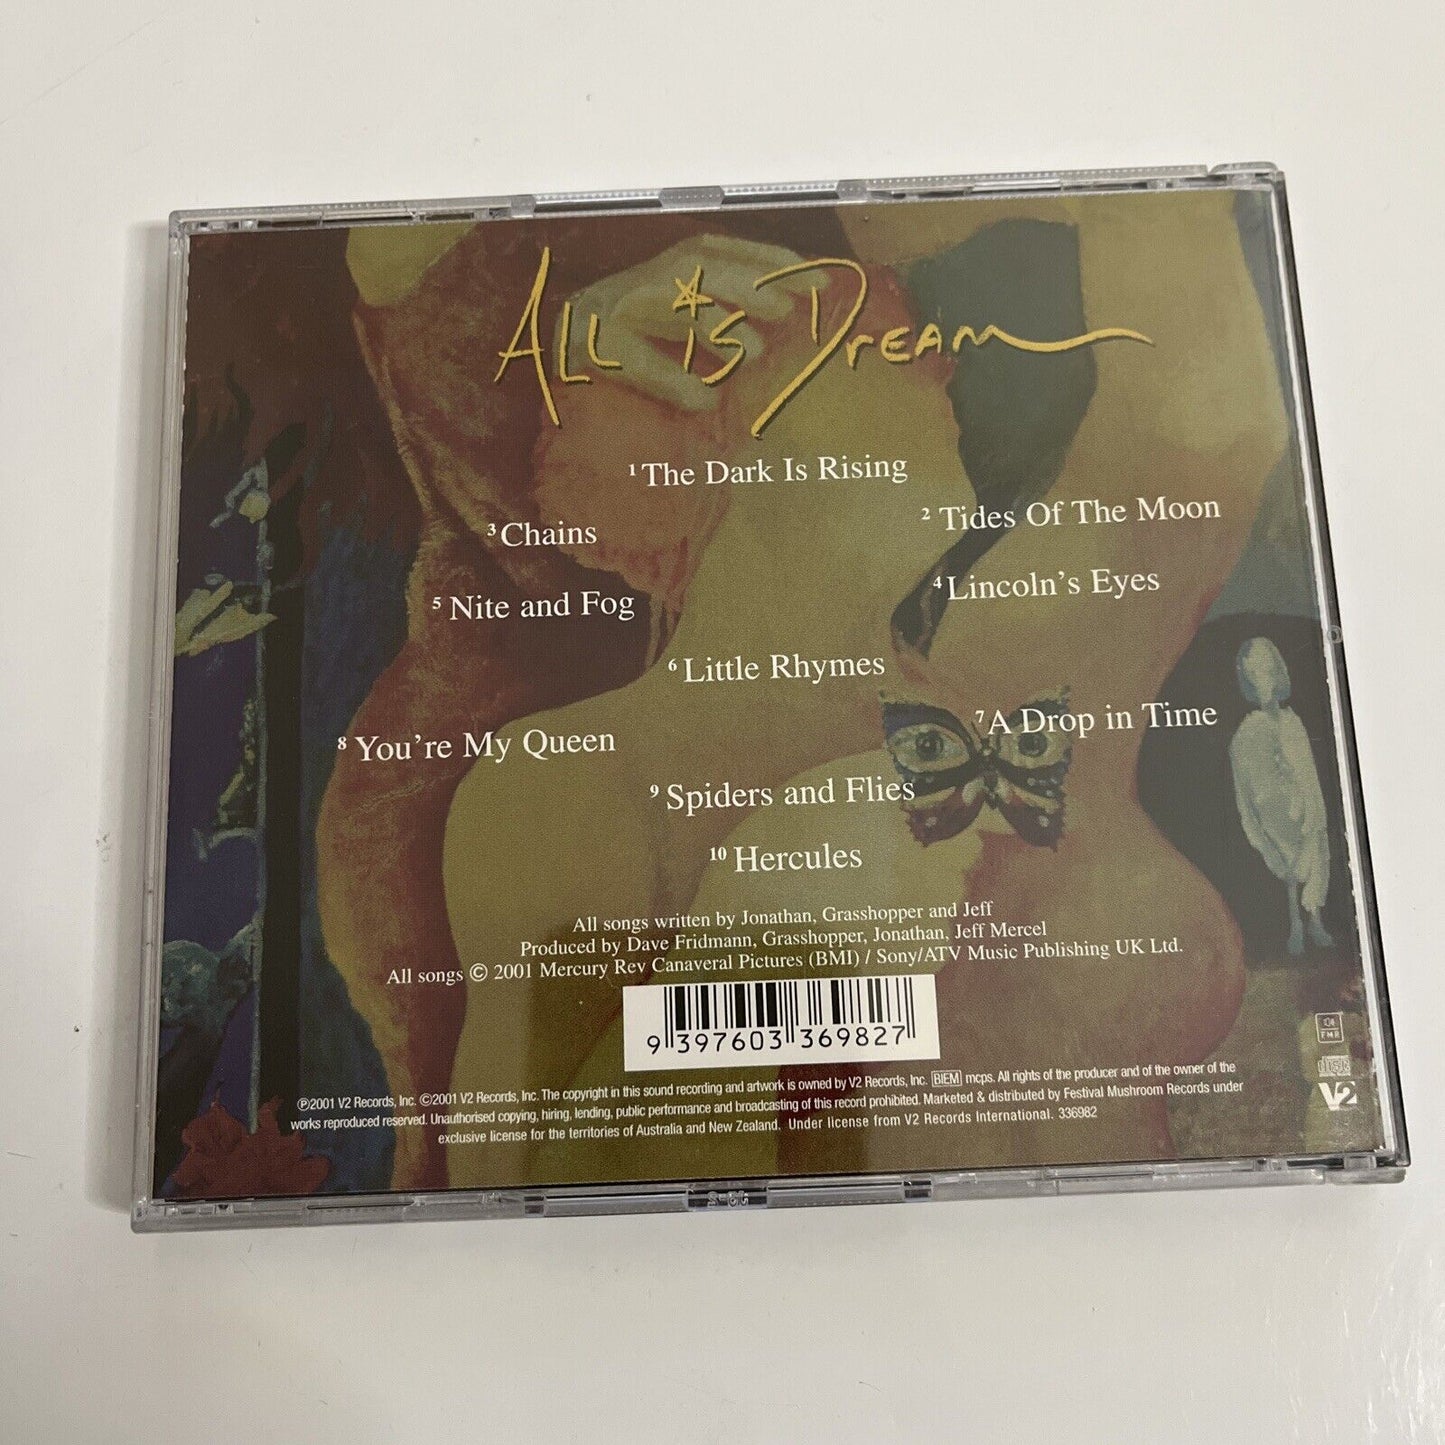 All is Dream
1 The Dark Is Rising
2 Tides Of The Moon
3 Chains
4 Lincoln's Eyes
5 Nite and Fog
6 Little Rhymes
7 A Drop in Time
8 You're My Queen
9 Spiders and Flies
10 Hercules
All songs written by Jonathan, Grasshopper and Jeff
Produced by Dave Fridmann, Grasshopper, Jonathan, Jeff Mercel
All songs © 2001 Mercury Rev Canaveral Pictures (BMI) / Sony/ATV Music Publishing UK Ltd.
9 397603 369827
℗2001 V2 Records, Inc. ©2001 V2 Records, Inc. The copyright in this sound recording and artwork is owned by V2 Records, Inc. BIEM mcps. All rights of the producer and of the owner of the
works reproduced reserved. Unauthorised copying, hiring, lending, public performance and broadcasting of this record prohibited. Marketed & distributed by Festival Mushroom Records under
exclusive license for the territories of Australia and New Zealand. Under license from V2 Records International. 336982
FMR
disc
V2